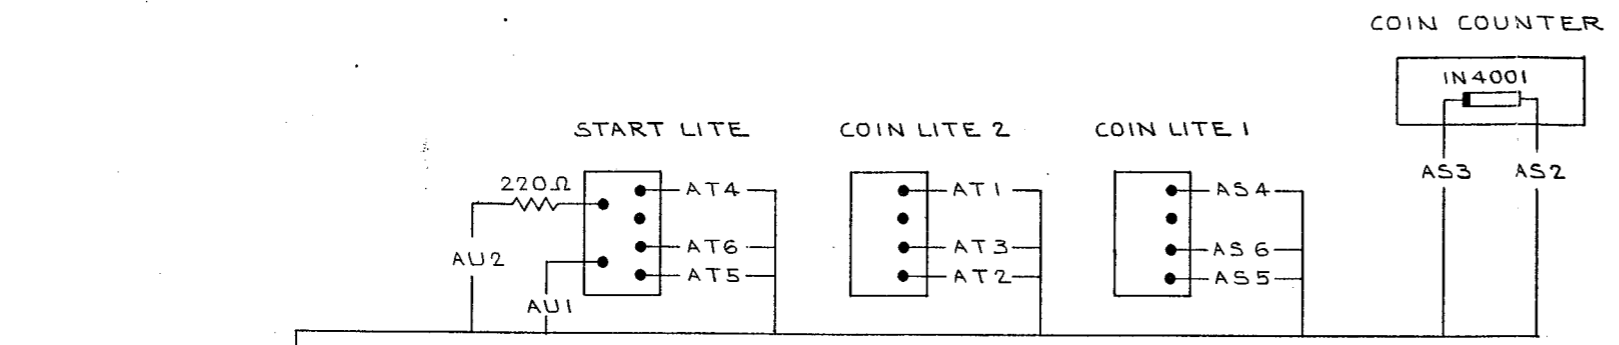 COIN COUNTER
IN4001
START LITE
COIN LITE 2
COIN LITE 1
AS3
AS2
220Ω
AT4
AT1
AS4
AU2
AT6
AT3
AS6
AT5
AT2
AS5
AU1